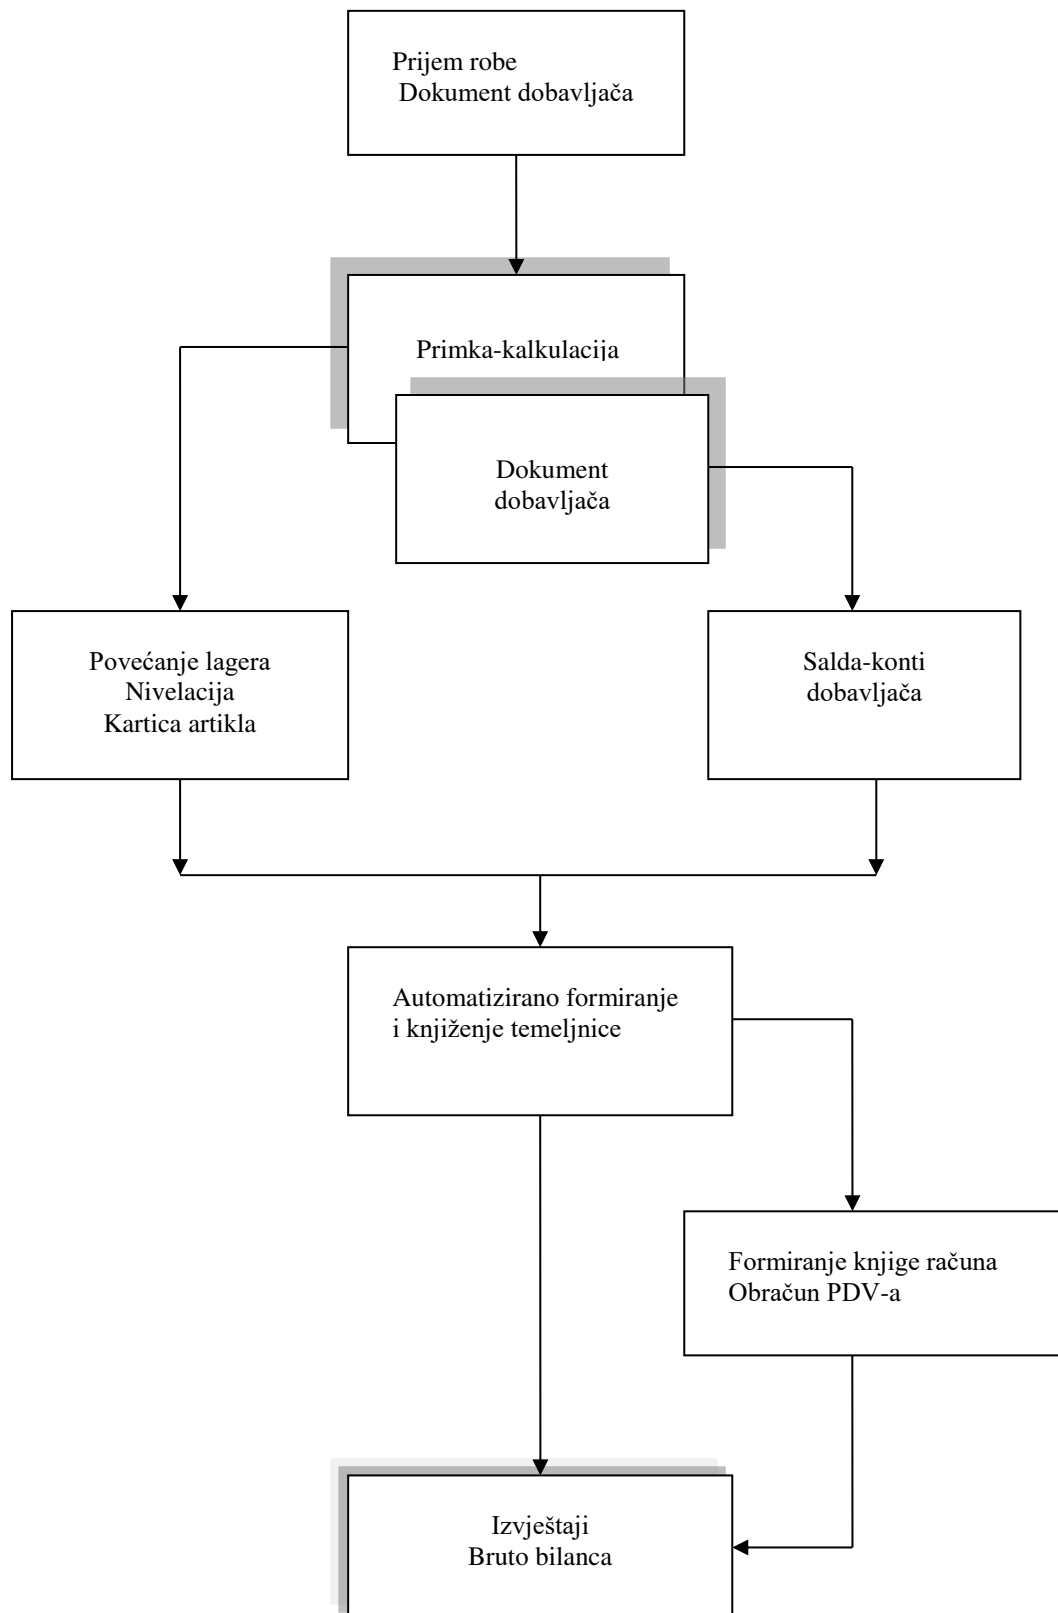 Prijem robe
Dokument dobavljača
Primka-kalkulacija
Dokument
dobavljača
Povećanje lagera
Nivelacija
Kartica artikla
Salda-konti
dobavljača
Automatizirano formiranje
i knjiženje temeljnice
Formiranje knjige računa
Obračun PDV-a
Izvještaji
Bruto bilanca